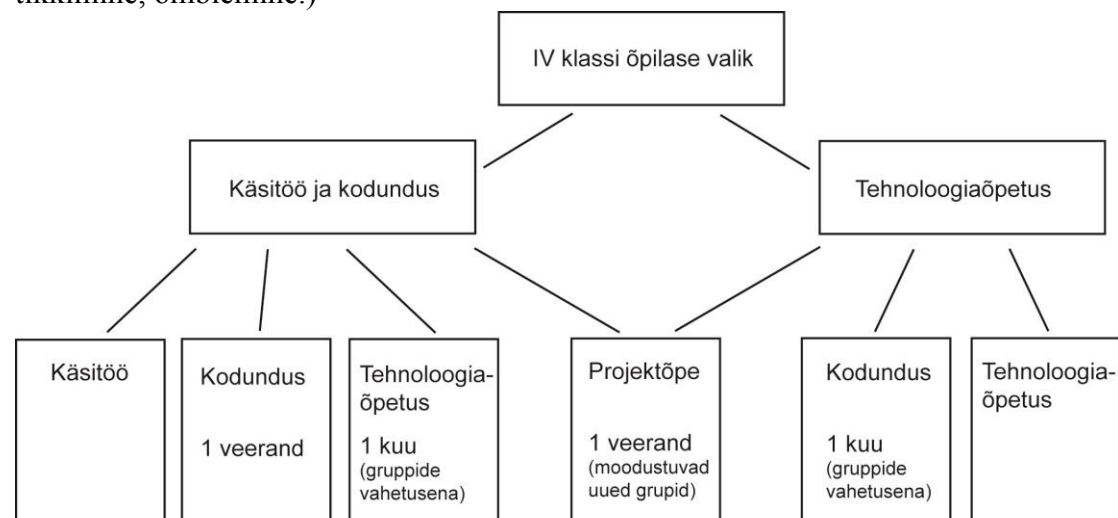 IV klassi õpilase valik
Käsitöö ja kodundus
Tehnoloogiaõpetus
Käsitöö
Kodundus
1 veerand
Tehnoloogia-
õpetus
1 kuu
(gruppide
vahetusena)
Projektõpe
1 veerand
(moodustuvad
uued grupid)
Kodundus
1 kuu
(gruppide
vahetusena)
Tehnoloogia-
õpetus